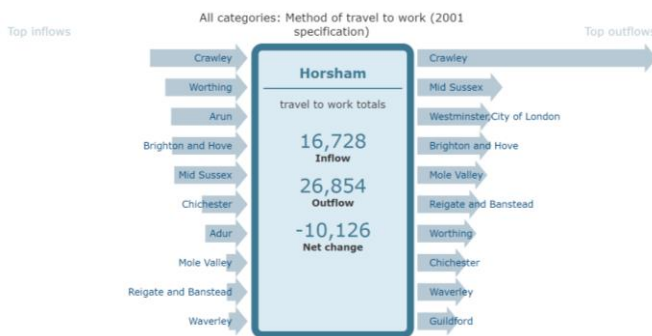 All categories: Method of travel to work (2001
specification)
Top inflows
Top outflows
Crawley
Worthing
Arun
Brighton and Hove
Mid Sussex
Chichester
Adur
Mole Valley
Reigate and Banstead
Waverley
Horsham
travel to work totals
16,728
Inflow
26,854
Outflow
-10,126
Net change
Crawley
Mid Sussex
Westminster,City of London
Brighton and Hove
Mole Valley
Reigate and Banstead
Worthing
Chichester
Waverley
Guildford